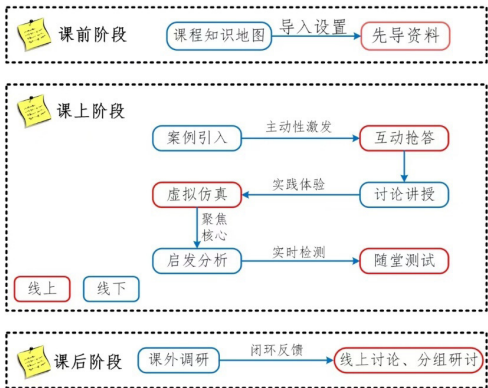 课前阶段
课程知识地图
导入设置
先导资料
课上阶段
案例引入
主动性激发
互动抢答
虚拟仿真
实践体验
讨论讲授
聚焦
核心
启发分析
实时检测
随堂测试
线上
线下
课后阶段
课外调研
闭环反馈
线上讨论、分组研讨